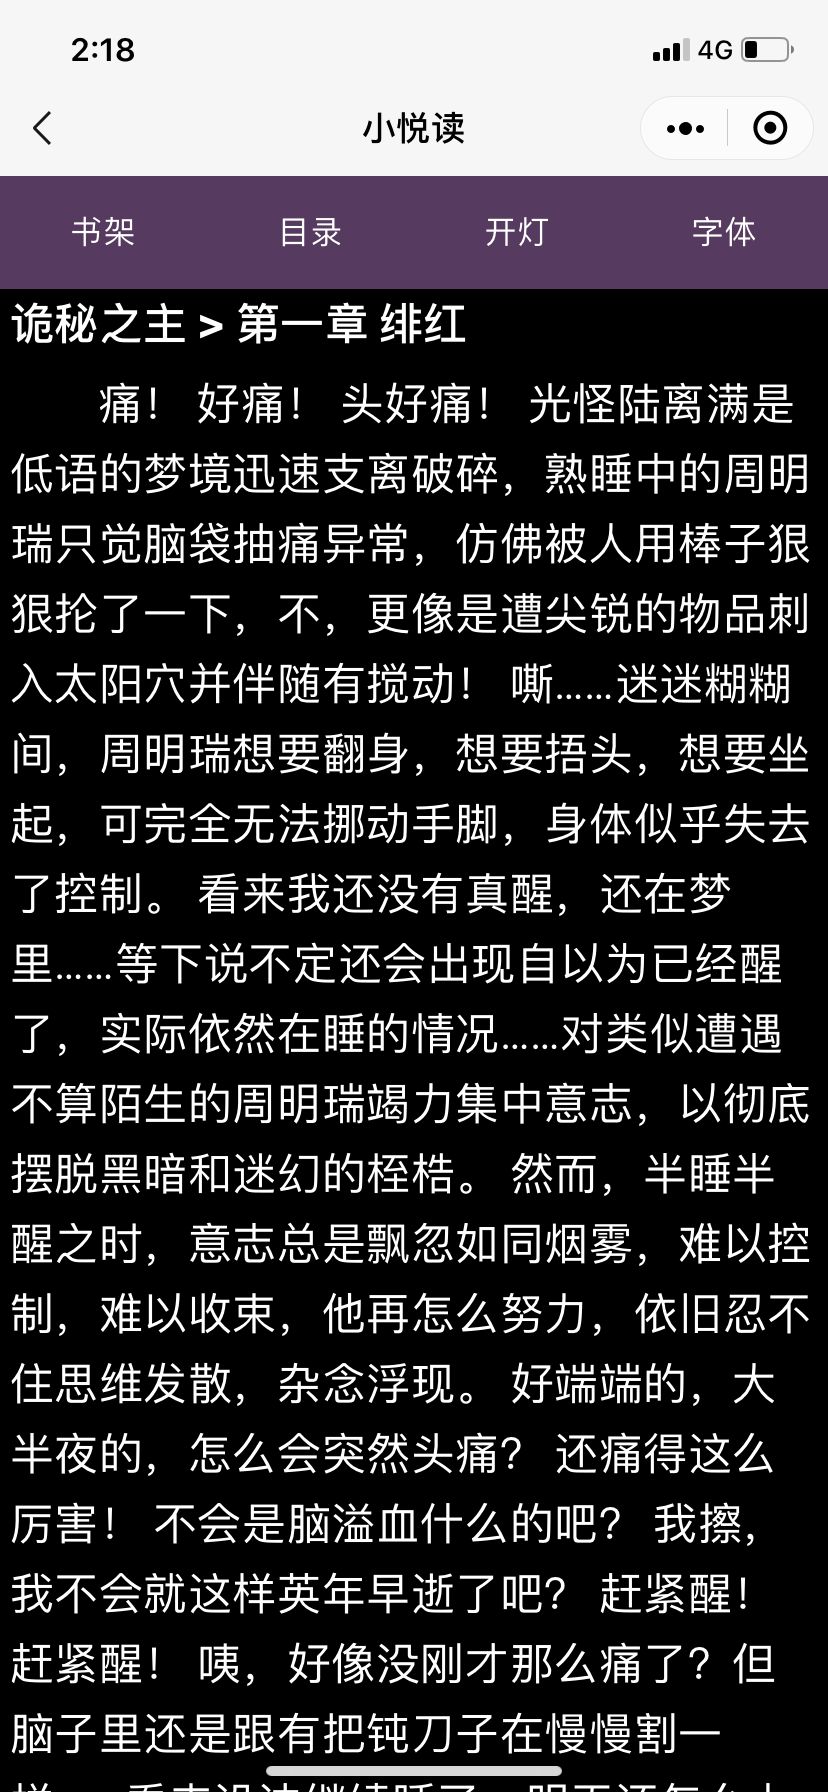 2:18
4G
小悦读
书架 目录 开灯 字体
诡秘之主 > 第一章 绯红
痛！ 好痛！ 头好痛！ 光怪陆离满是
低语的梦境迅速支离破碎，熟睡中的周明
瑞只觉脑袋抽痛异常，仿佛被人用棒子狠
狠抡了一下，不，更像是遭尖锐的物品刺
入太阳穴并伴随有搅动！ 嘶……迷迷糊糊
间，周明瑞想要翻身，想要捂头，想要坐
起，可完全无法挪动手脚，身体似乎失去
了控制。 看来我还没有真醒，还在梦
里……等下说不定还会出现自以为已经醒
了，实际依然在睡的情况……对类似遭遇
不算陌生的周明瑞竭力集中意志，以彻底
摆脱黑暗和迷幻的桎梏。 然而，半睡半
醒之时，意志总是飘忽如同烟雾，难以控
制，难以收束，他再怎么努力，依旧忍不
住思维发散，杂念浮现。 好端端的，大
半夜的，怎么会突然头痛？ 还痛得这么
厉害！ 不会是脑溢血什么的吧？ 我擦，
我不会就这样英年早逝了吧？ 赶紧醒！
赶紧醒！ 咦，好像没刚才那么痛了？但
脑子里还是跟有把钝刀子在慢慢割一